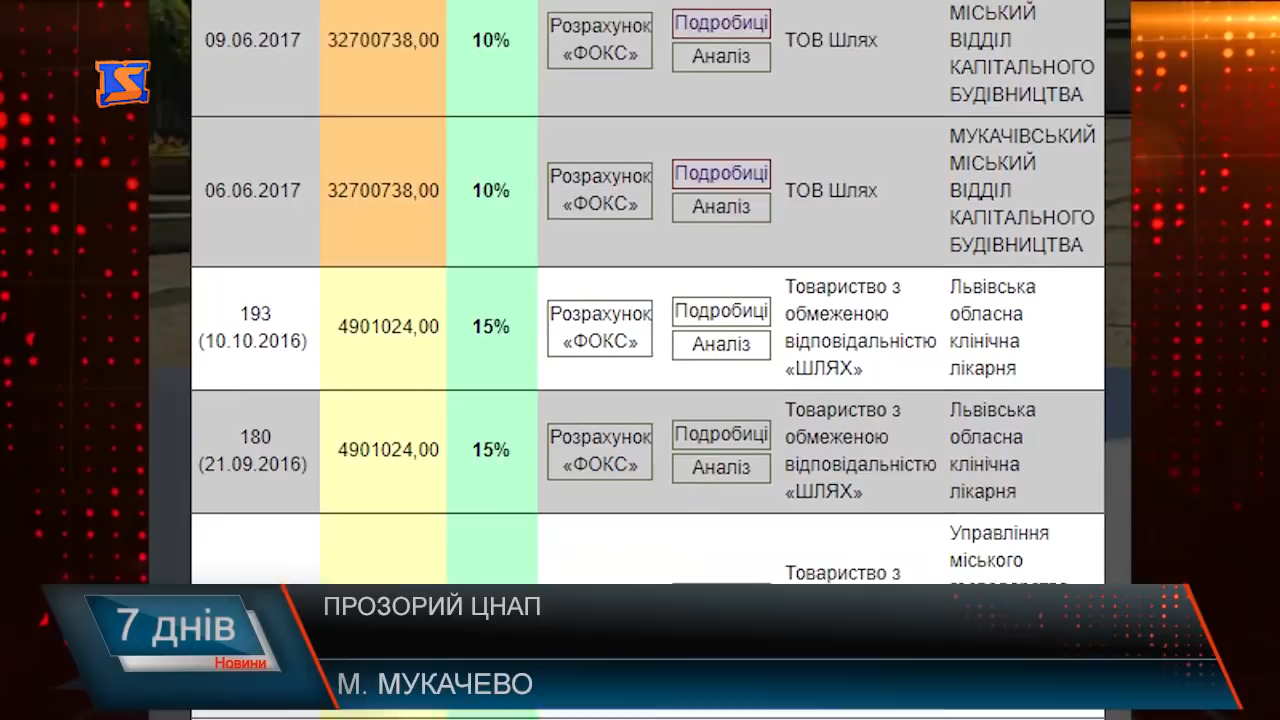 МІСЬКИЙ
09.06.2017 32700738,00 10% Розрахунок Подробиці ТОВ Шлях ВІДДІЛ
«ФОКС» Аналіз КАПІТАЛЬНОГО
БУДІВНИЦТВА
МУКАЧІВСЬКИЙ
МІСЬКИЙ
06.06.2017 32700738,00 10% Розрахунок Подробиці ТОВ Шлях ВІДДІЛ
«ФОКС» Аналіз КАПІТАЛЬНОГО
БУДІВНИЦТВА
Товариство з Львівська
193 4901024,00 15% Розрахунок Подробиці обмеженою обласна
(10.10.2016) «ФОКС» Аналіз відповідальністю клінічна
«ШЛЯХ» лікарня
Товариство з Львівська
180 4901024,00 15% Розрахунок Подробиці обмеженою обласна
(21.09.2016) «ФОКС» Аналіз відповідальністю клінічна
«ШЛЯХ» лікарня
Управління
міського
Товариство з
7 днів
Новини
ПРОЗОРИЙ ЦНАП
М. МУКАЧЕВО